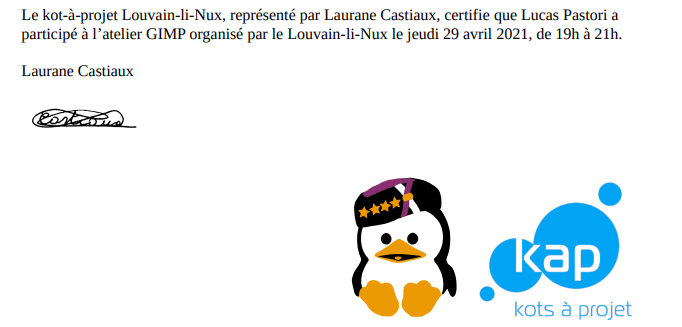 Le kot-à-projet Louvain-li-Nux, représenté par Laurane Castiaux, certifie que Lucas Pastori a
participé à l'atelier GIMP organisé par le Louvain-li-Nux le jeudi 29 avril 2021, de 19h à 21h.
Laurane Castiaux
Castiaux
kap
kots à projet